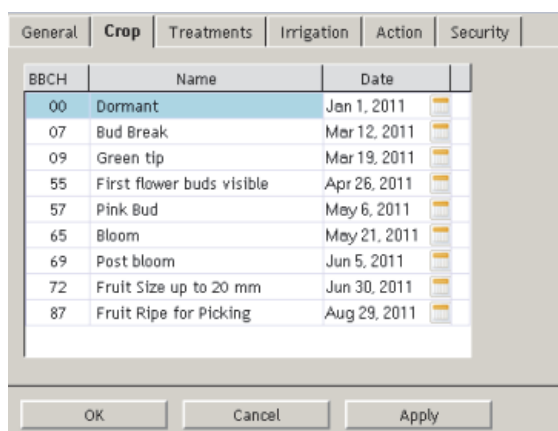 General Crop Treatments Irrigation Action Security
BBCH Name Date
00 Dormant Jan 1, 2011
07 Bud Break Mar 12, 2011
09 Green tip Mar 19, 2011
55 First flower buds visible Apr 26, 2011
57 Pink Bud May 6, 2011
65 Bloom May 21, 2011
69 Post bloom Jun 5, 2011
72 Fruit Size up to 20 mm Jun 30, 2011
87 Fruit Ripe for Picking Aug 29, 2011
OK Cancel Apply